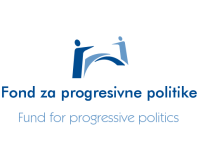 Fond za progresivne politike
Fund for progressive politics